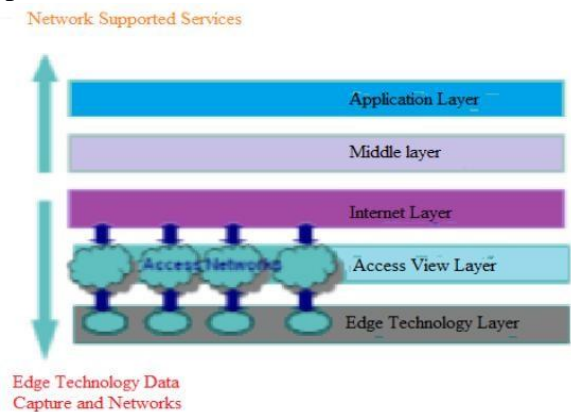 Network Supported Services
Application Layer
Middle layer
Internet Layer
Access Networks
Access View Layer
Edge Technology Layer
Edge Technology Data
Capture and Networks